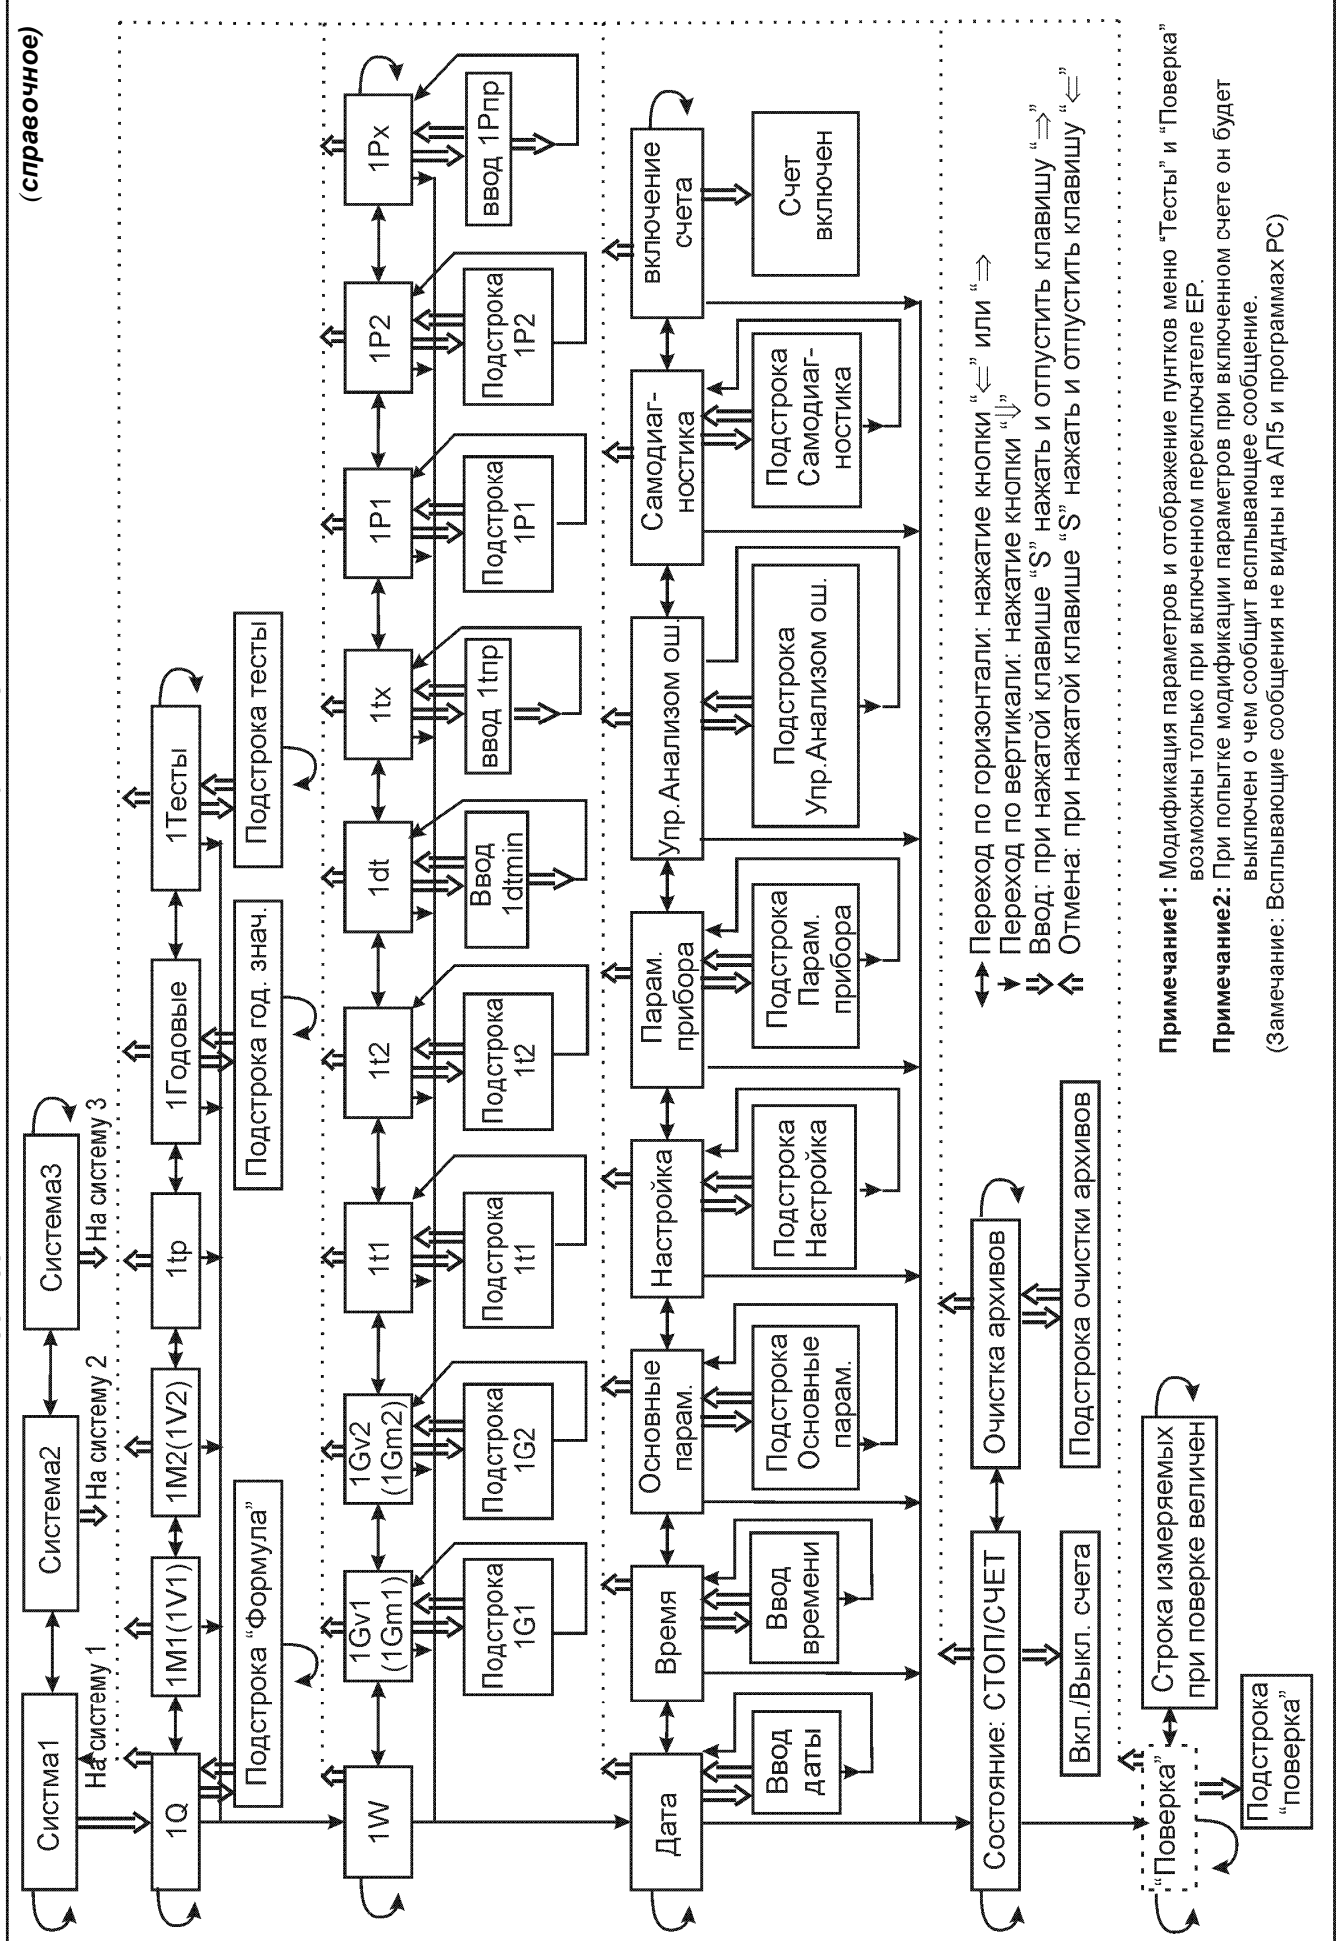 (справочное)
Систма1
Система2
Система3
На систему 1
На систему 2
На систему 3
1Q
1M1(1V1)
1M2(1V2)
1tp
1Годовые
1Тесты
Подстрока “Формула”
Подстрока год. знач.
Подстрока тесты
1W
1Gv1
(1Gm1)
1Gv2
(1Gm2)
1t1
1t2
1dt
1tx
1P1
1P2
1Px
Подстрока
1G1
Подстрока
1G2
Подстрока
1t1
Подстрока
1t2
Ввод
1dtmin
ввод 1tпр
Подстрока
1P1
Подстрока
1P2
ввод 1Рпр
Дата
Время
Основные
парам.
Настройка
Парам.
прибора
Упр.Анализом ош.
Самодиаг-
ностика
включение
счета
Ввод
даты
Ввод
времени
Подстрока
Основные
парам.
Подстрока
Настройка
Подстрока
Парам.
прибора
Подстрока
Упр.Анализом ош.
Подстрока
Самодиаг-
ностика
Счет
включен
Состояние: СТОП/СЧЕТ
Очистка архивов
Вкл./Выкл. счета
Подстрока очистки архивов
Переход по горизонтали: нажатие кнопки “⇐” или “⇒”
Переход по вертикали: нажатие кнопки “⇓”
Ввод: при нажатой клавише “S” нажать и отпустить клавишу “⇒”
Отмена: при нажатой клавише “S” нажать и отпустить клавишу “⇐”
“Поверка”
Строка измеряемых
при поверке величен
Подстрока
“поверка”
Примечание1: Модификация параметров и отображение пунтков меню “Тесты” и “Поверка”
возможны только при включенном переключателе ЕР.
Примечание2: При попытке модификации параметров при включенном счете он будет
выключен о чем сообщит всплывающее сообщение.
(Замечание: Всплывающие сообщения не видны на АП5 и программах РС)